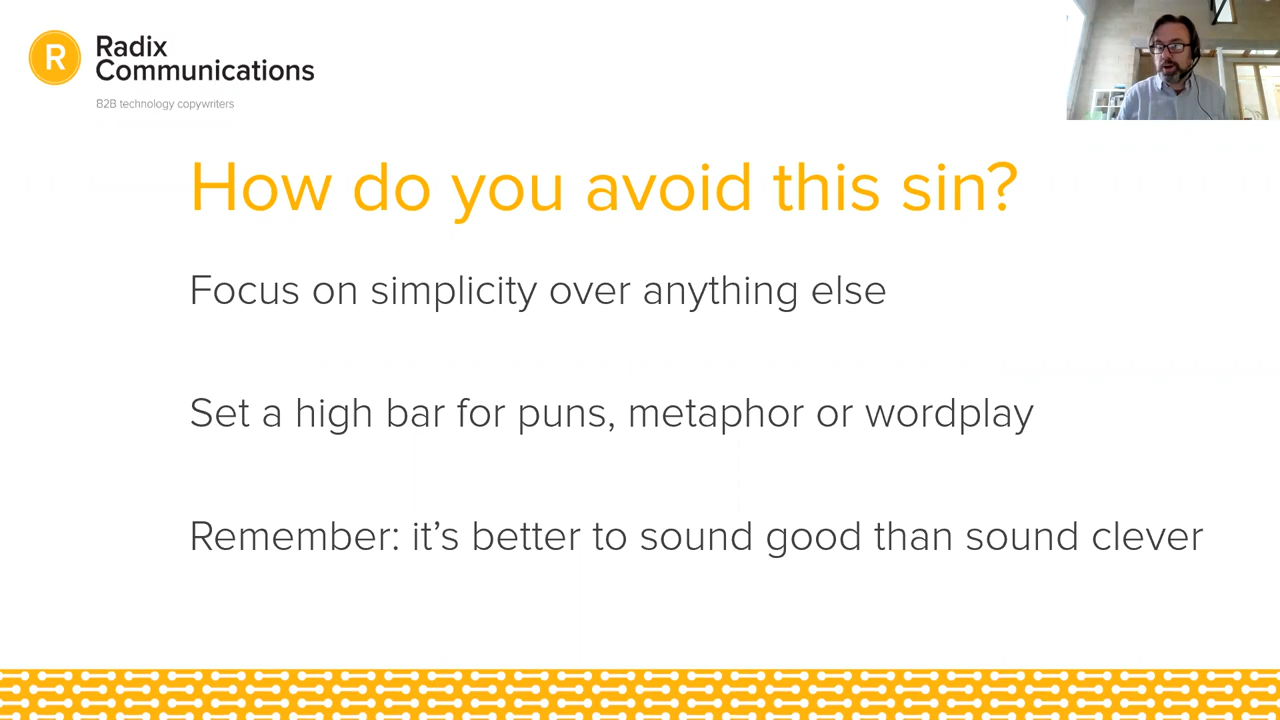 R
Radix
Communications
B2B technology copywriters
How do you avoid this sin?
Focus on simplicity over anything else
Set a high bar for puns, metaphor or wordplay
Remember: it’s better to sound good than sound clever